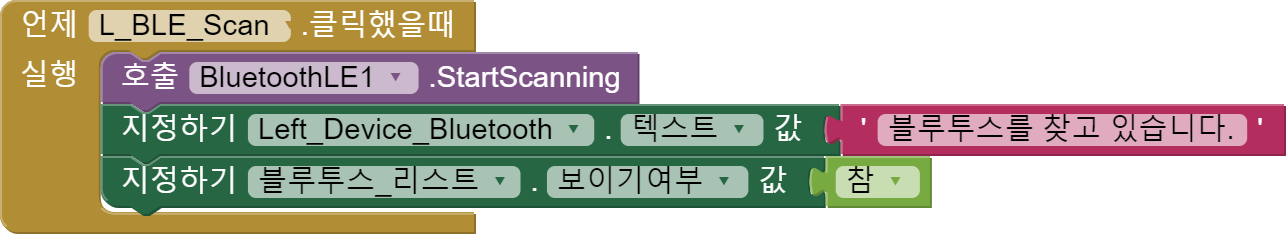 언제 L_BLE_Scan .클릭했을때
실행 호출 BluetoothLE1 .StartScanning
지정하기 Left_Device_Bluetooth . 텍스트 값 ' 블루투스를 찾고 있습니다. '
지정하기 블루투스_리스트 . 보이기여부 값 참